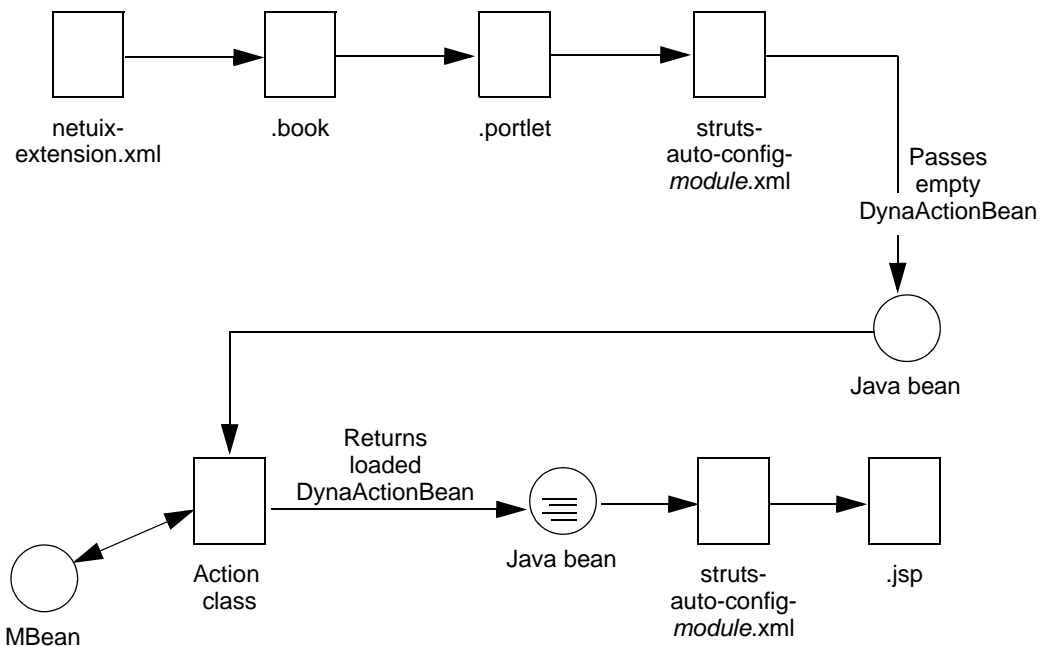 netuix-
extension.xml
.book
.portlet
struts-
auto-config-
module.xml
Passes
empty
DynaActionBean
Java bean
Returns
loaded
DynaActionBean
MBean
Action
class
Java bean
struts-
auto-config-
module.xml
.jsp